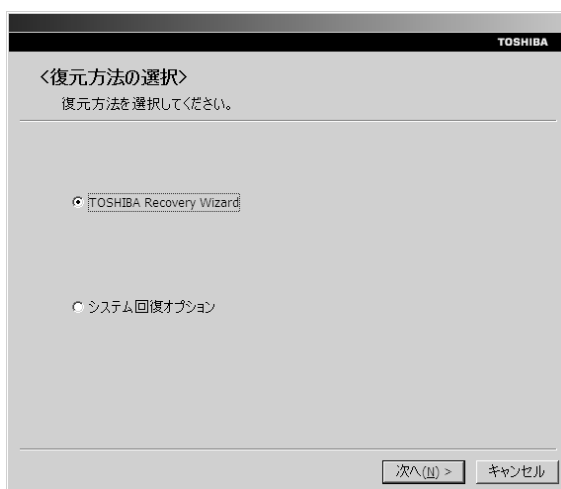 TOSHIBA
<復元方法の選択>
復元方法を選択してください。
TOSHIBA Recovery Wizard
システム回復オプション
次へ(N) >
キャンセル